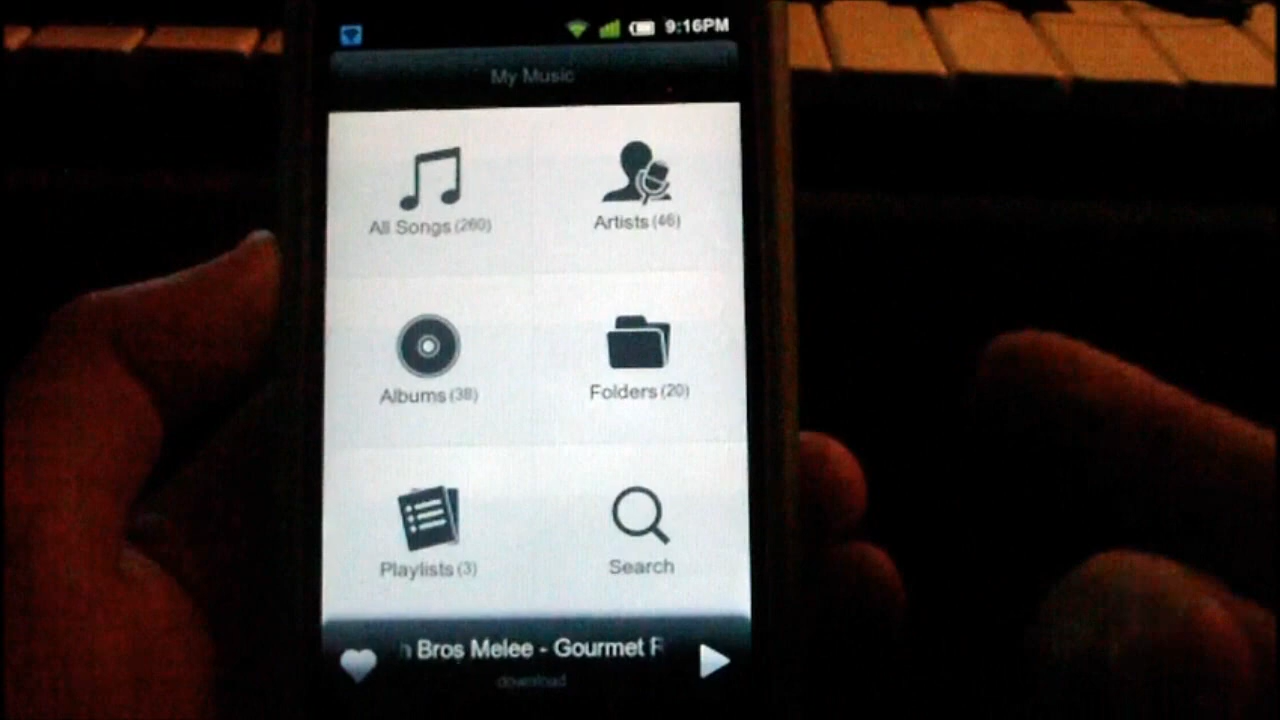 9:16PM
My Music
All Songs (260)
Artists (46)
Albums (38)
Folders (20)
Playlists (3)
Search
Bros Melee - Gourmet
download